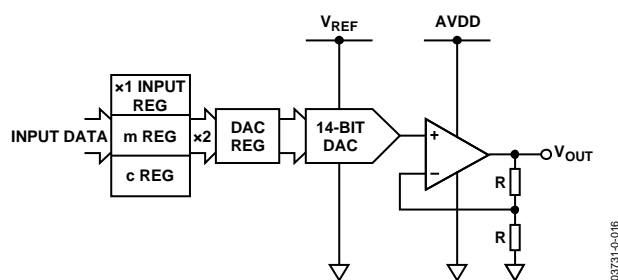 VREF
AVDD
×1 INPUT
REG
INPUT DATA
m REG
×2
DAC
REG
14-BIT
DAC
+
VOUT
c REG
–
R
R
03731-0-016